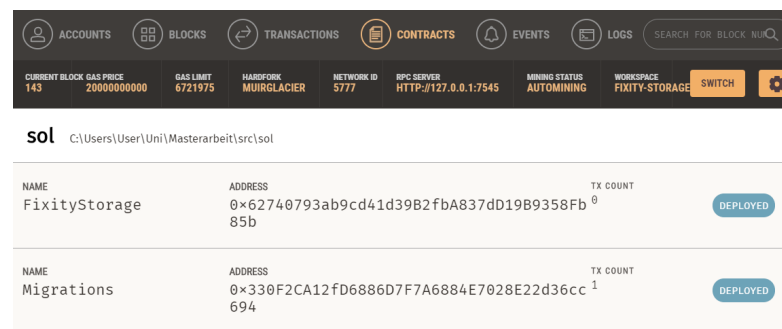 ACCOUNTS BLOCKS TRANSACTIONS CONTRACTS EVENTS LOGS SEARCH FOR BLOCK
CURRENT BLOCK GAS PRICE GAS LIMIT HARDFORK NETWORK ID RPC SERVER MINING STATUS WORKSPACE
143 20000000000 6721975 MUIRGLACIER 5777 HTTP://127.0.0.1:7545 AUTOMINING FIXITY-STORAGE SWITCH
sol C:\Users\User\Uni\Masterarbeit\src\sol
NAME ADDRESS TX COUNT
FixityStorage 0×62740793ab9cd41d39B2fbA837dD19B9358Fb 0 DEPLOYED
85b
NAME ADDRESS TX COUNT
Migrations 0×330F2CA12fD6886D7F7A6884E7028E22d36cc 1 DEPLOYED
694